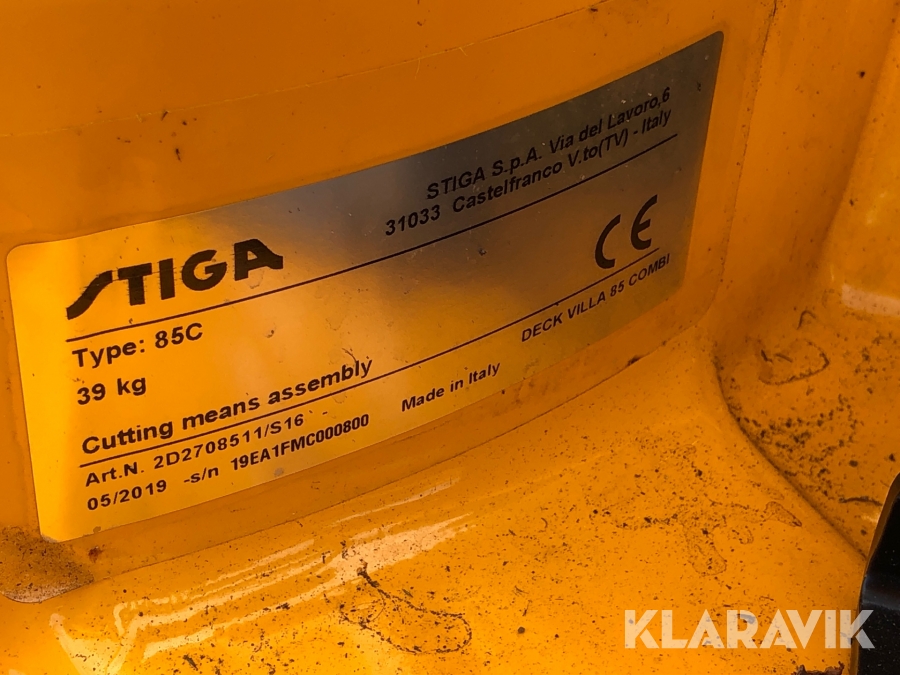 STIGA S.p.A. Via del Lavoro,6
31033 Castelfranco V.to(TV) - Italy
STIGA
CE
Type: 85C
39 kg
DECK VILLA 85 COMBI
Cutting means assembly
Art.N. 2D2708511/S16
05/2019 -s/n 19EA1FMC000800 Made in Italy
KLARAVIK